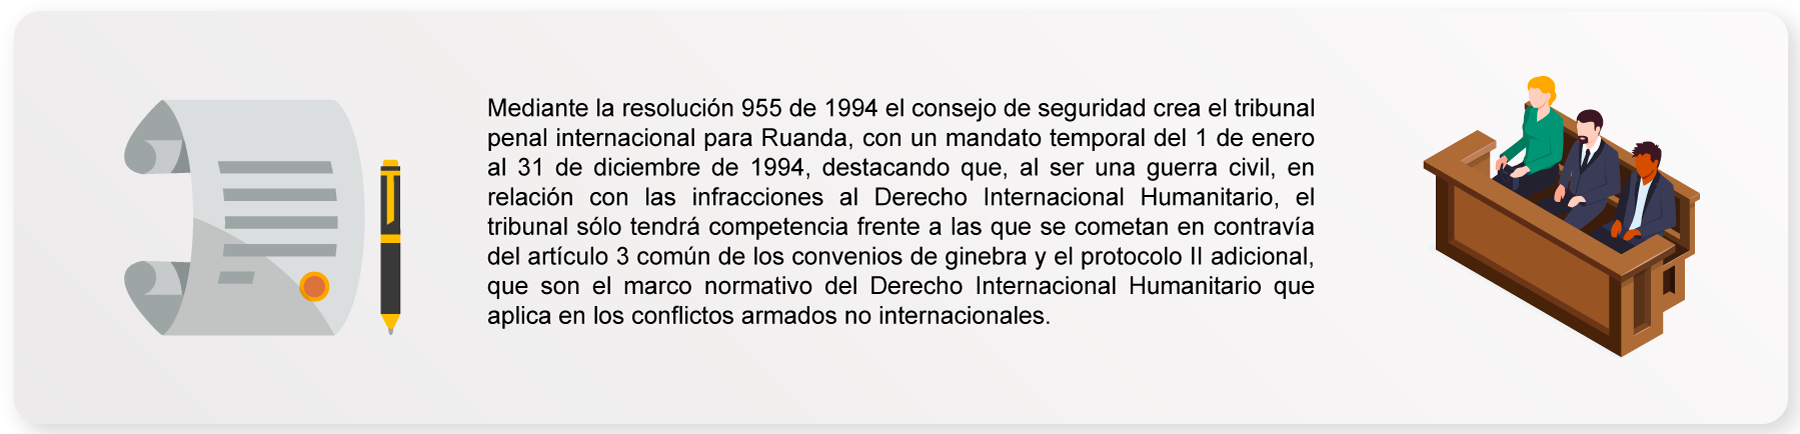 Mediante la resolución 955 de 1994 el consejo de seguridad crea el tribunal
penal internacional para Ruanda, con un mandato temporal del 1 de enero
al 31 de diciembre de 1994, destacando que, al ser una guerra civil, en
relación con las infracciones al Derecho Internacional Humanitario, el
tribunal sólo tendrá competencia frente a las que se cometan en contravía
del artículo 3 común de los convenios de ginebra y el protocolo II adicional,
que son el marco normativo del Derecho Internacional Humanitario que
aplica en los conflictos armados no internacionales.